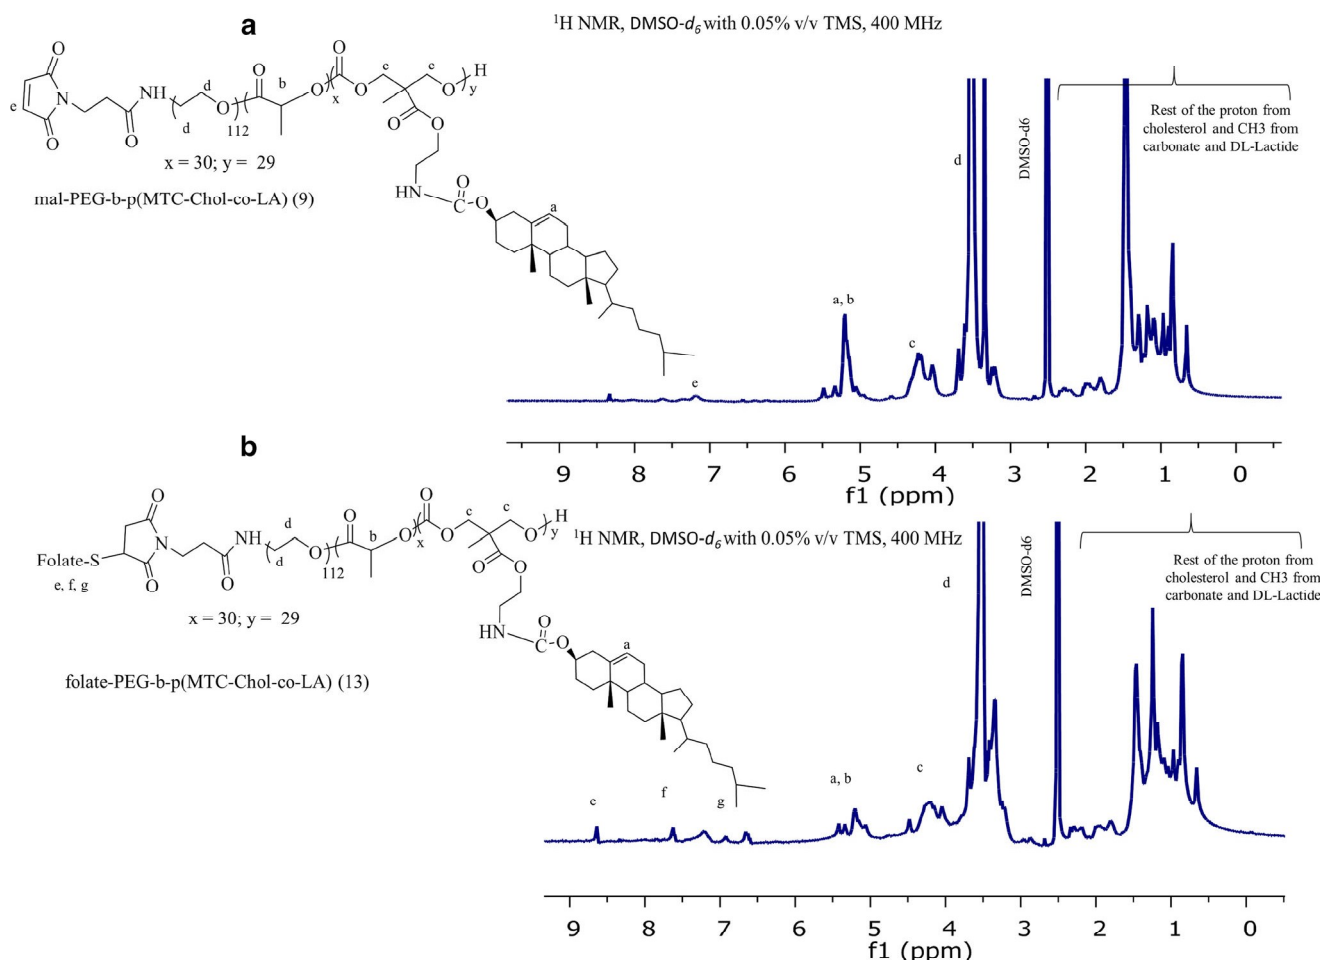 a
¹H NMR, DMSO-d₆ with 0.05% v/v TMS, 400 MHz
O
O
c
c
H
d
O
b
O
O
O
y
e
N
NH
O
x
O
O
O
d
112
O
O
x = 30; y = 29
mal-PEG-b-p(MTC-Chol-co-LA) (9)
HN
C
O
O
a
d
DMSO-d6
Rest of the proton from
cholesterol and CH3 from
carbonate and DL-Lactide
a, b
c
e
9 8 7 6 5 4 3 2 1 0
f1 (ppm)
b
¹H NMR, DMSO-d₆ with 0.05% v/v TMS, 400 MHz
O
O
c
c
H
d
O
b
O
O
O
y
N
NH
O
x
Folate-S
e, f, g
O
O
d
112
O
O
x = 30; y = 29
folate-PEG-b-p(MTC-Chol-co-LA) (13)
HN
C
O
O
a
d
DMSO-d6
Rest of the proton from
cholesterol and CH3 from
carbonate and DL-Lactide
a, b
c
e
f
g
9 8 7 6 5 4 3 2 1 0
f1 (ppm)